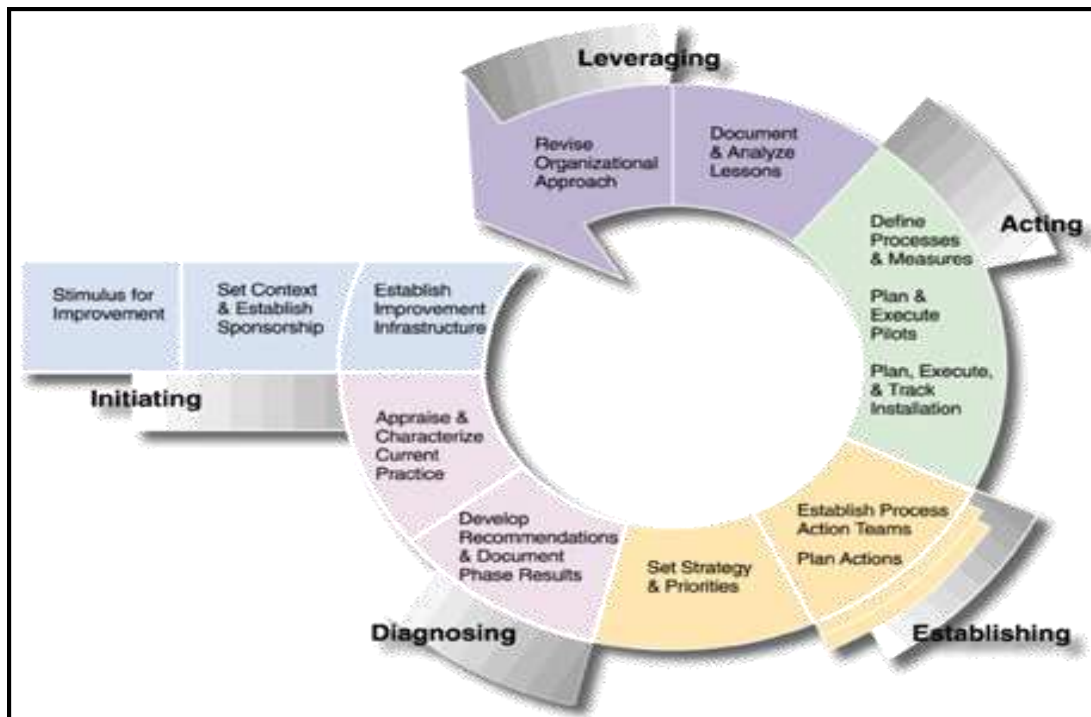 Leveraging
Revise
Organizational
Approach
Document
& Analyze
Lessons
Acting
Define
Processes
& Measures
Plan &
Execute
Pilots
Plan, Execute,
& Track
Installation
Stimulus for
Improvement
Set Context
& Establish
Sponsorship
Establish
Improvement
Infrastructure
Initiating
Appraise &
Characterize
Current
Practice
Develop
Recommendations
& Document
Phase Results
Diagnosing
Set Strategy
& Priorities
Establish Process
Action Teams
Plan Actions
Establishing